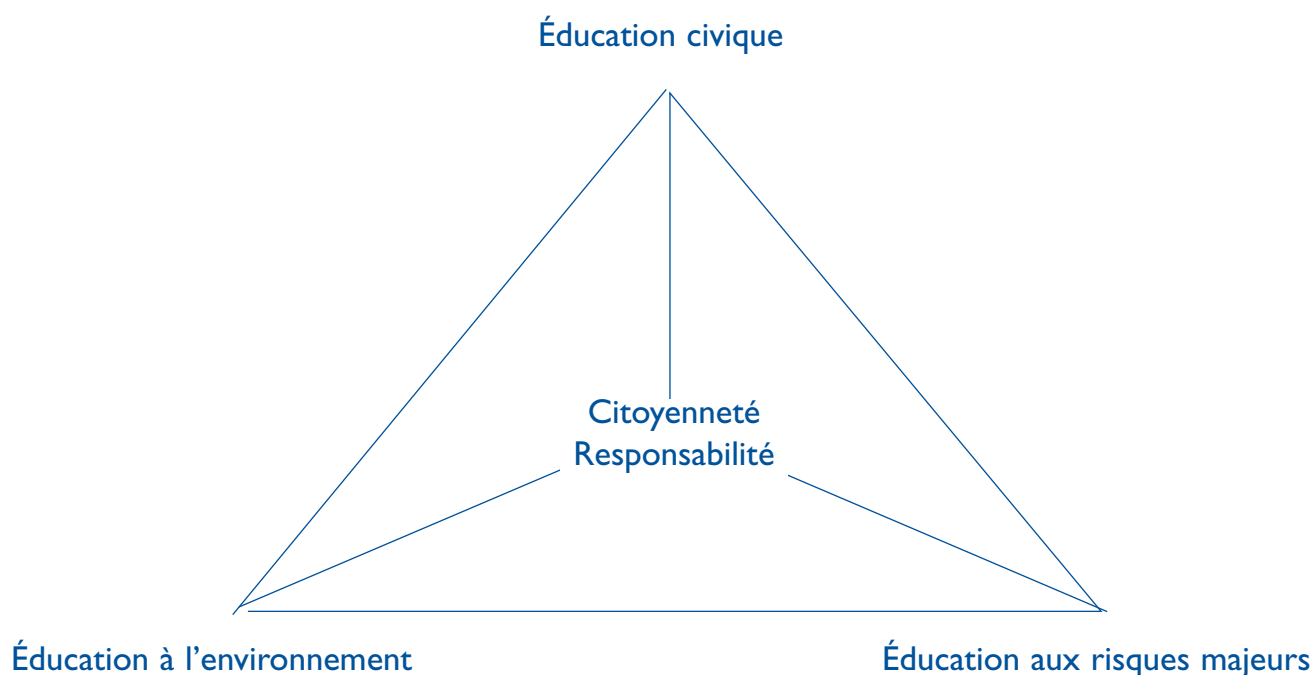 Éducation civique
Citoyenneté
Responsabilité
Éducation à l'environnement
Éducation aux risques majeurs